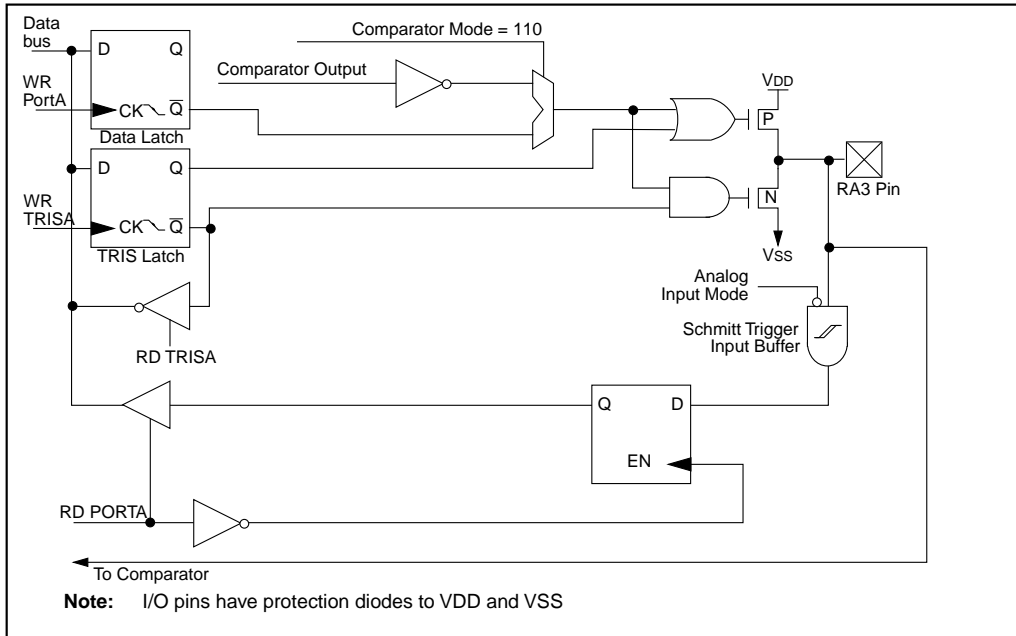 Data
bus
Comparator Mode = 110
D Q
Comparator Output
VDD
WR
PortA
CK Q
P
Data Latch
D Q
RA3 Pin
WR
TRISA
N
CK Q
TRIS Latch
VSS
Analog
Input Mode
Schmitt Trigger
Input Buffer
RD TRISA
Q D
EN
RD PORTA
To Comparator
Note: I/O pins have protection diodes to VDD and VSS